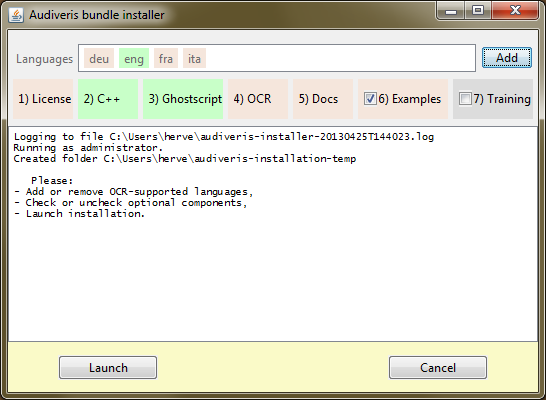 Audiveris bundle installer
Languages deu eng fra ita Add
1) License 2) C++ 3) Ghostscript 4) OCR 5) Docs 6) Examples 7) Training
Logging to file C:\Users\herve\audiveris-installer-20130425T144023.log
Running as administrator.
Created folder C:\Users\herve\audiveris-installation-temp
Please:
- Add or remove OCR-supported languages,
- Check or uncheck optional components,
- Launch installation.
Launch Cancel